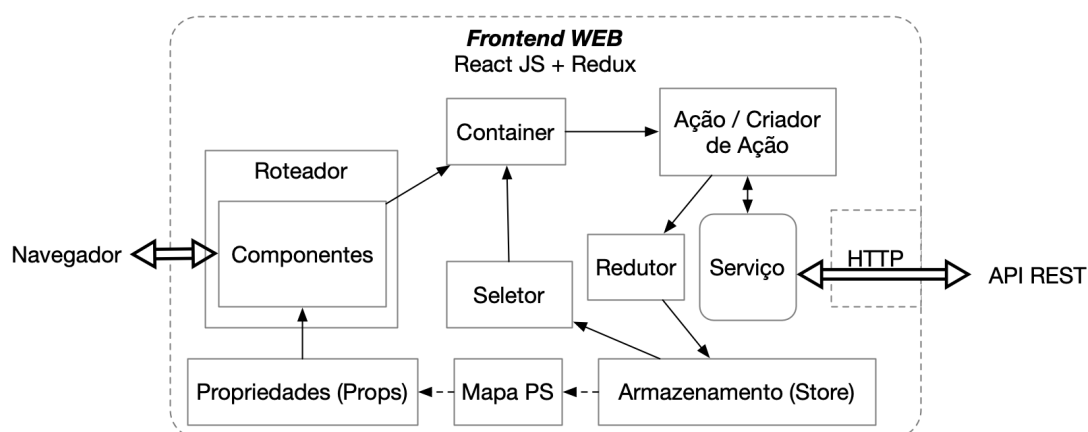 Frontend WEB
React JS + Redux
Container
Ação / Criador
de Ação
Roteador
Navegador
Componentes
Seletor
Redutor
Serviço
HTTP
API REST
Propriedades (Props)
Mapa PS
Armazenamento (Store)